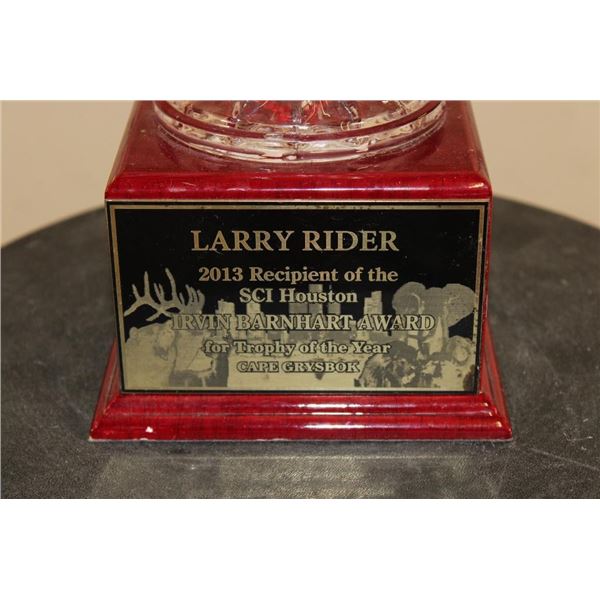 LARRY RIDER
2013 Recipient of the
SCI Houston
IRVIN BARNHART AWARD
for Trophy of the Year
CAPE GRYSBOK